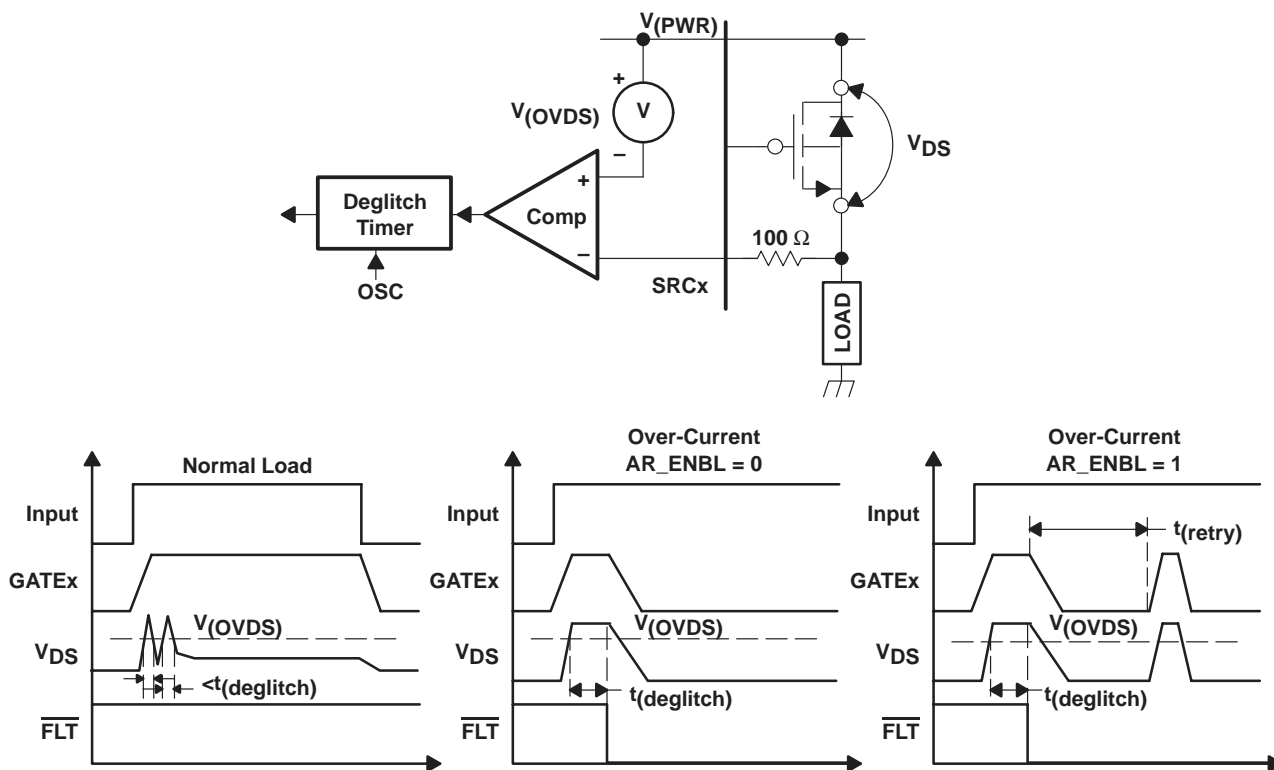 V(PWR)
+
V(OVDS)
V
−
VDS
Deglitch
Timer
+
Comp
−
100 Ω
OSC
SRCx
LOAD
Normal Load
Input
GATEx
V(OVDS)
VDS
<t(deglitch)
FLT
Over-Current
AR_ENBL = 0
Input
GATEx
V(OVDS)
VDS
t(deglitch)
FLT
Over-Current
AR_ENBL = 1
Input
t(retry)
GATEx
V(OVDS)
VDS
t(deglitch)
FLT